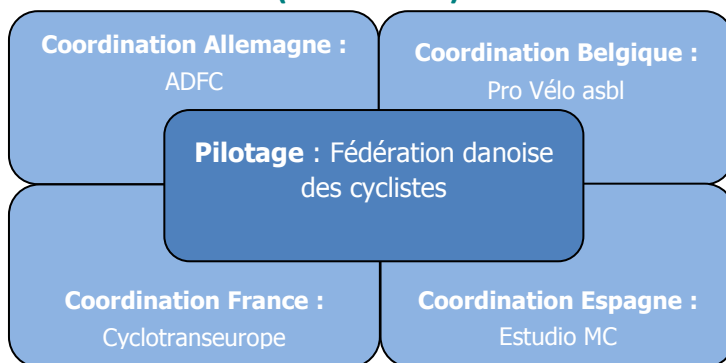 Coordination Allemagne :
ADFC
Coordination Belgique :
Pro Vélo asbl
Pilotage : Fédération danoise
des cyclistes
Coordination France :
Cyclotranseurope
Coordination Espagne :
Estudio MC